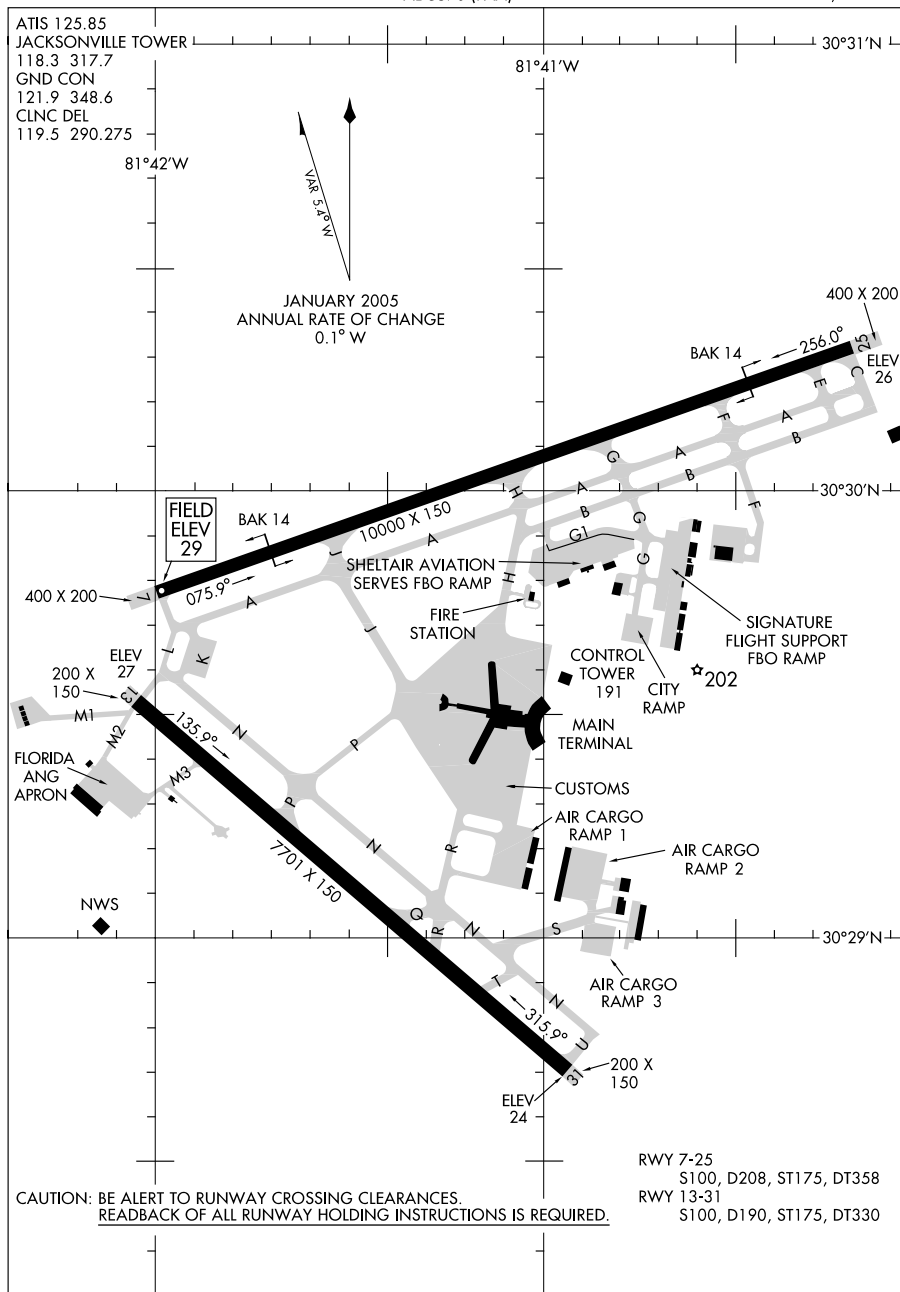 ATIS 125.85
JACKSONVILLE TOWER
118.3 317.7
GND CON
121.9 348.6
CLNC DEL
119.5 290.275
30°31'N
81°41'W
81°42'W
VAR 5.4° W
JANUARY 2005
ANNUAL RATE OF CHANGE
0.1° W
400 X 200
BAK 14
256.0°
25
ELEV
26
C
E
F
A
B
G
A
B
F
H
A
B
G
G1
G
30°30'N
FIELD
ELEV
29
BAK 14
10000 X 150
J
A
H
SHELTAIR AVIATION
SERVES FBO RAMP
075.9°
7
400 X 200
A
J
FIRE
STATION
SIGNATURE
FLIGHT SUPPORT
FBO RAMP
L
K
ELEV
27
200 X
150
13
CONTROL
TOWER
191
CITY
RAMP
202
M1
M2
135.9°
N
P
MAIN
TERMINAL
FLORIDA
ANG
APRON
M3
P
CUSTOMS
7701 X 150
N
R
AIR CARGO
RAMP 1
AIR CARGO
RAMP 2
NWS
Q
R
N
N
S
30°29'N
AIR CARGO
RAMP 3
T
N
315.9°
U
31
200 X
150
ELEV
24
RWY 7-25
S100, D208, ST175, DT358
RWY 13-31
S100, D190, ST175, DT330
CAUTION: BE ALERT TO RUNWAY CROSSING CLEARANCES.
READBACK OF ALL RUNWAY HOLDING INSTRUCTIONS IS REQUIRED.